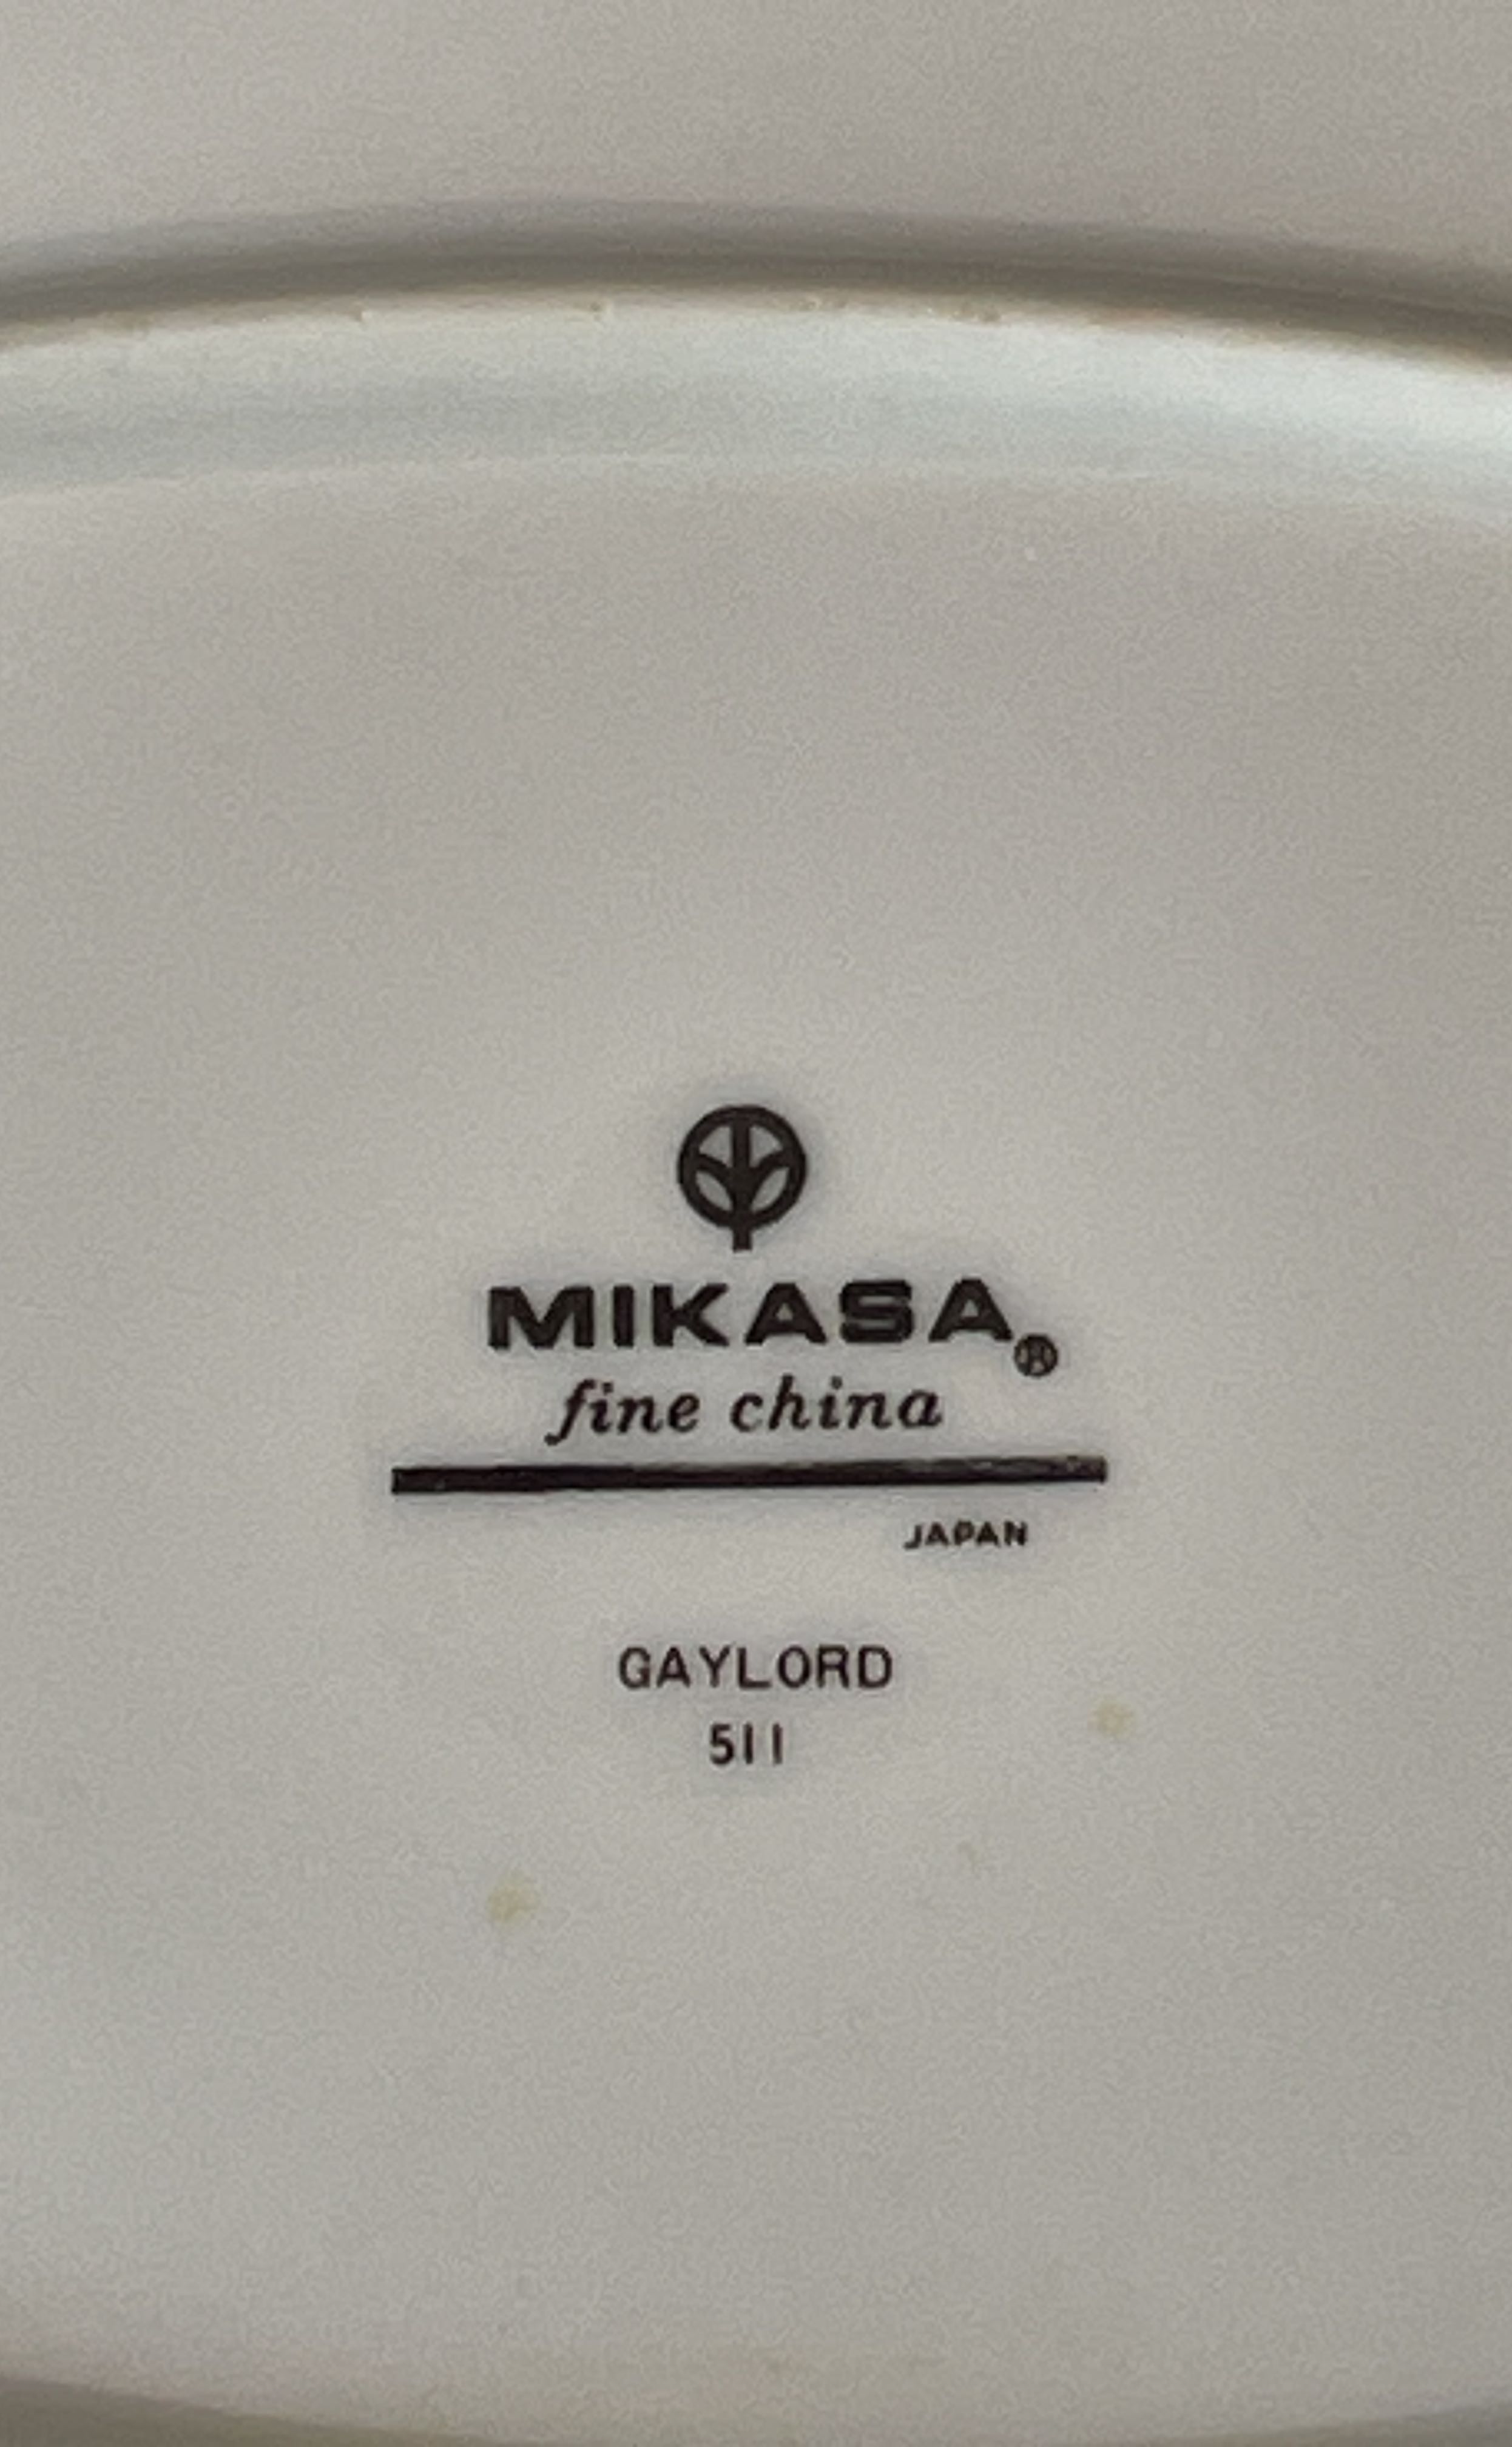 MIKASA®
fine china
JAPAN
GAYLORD
511